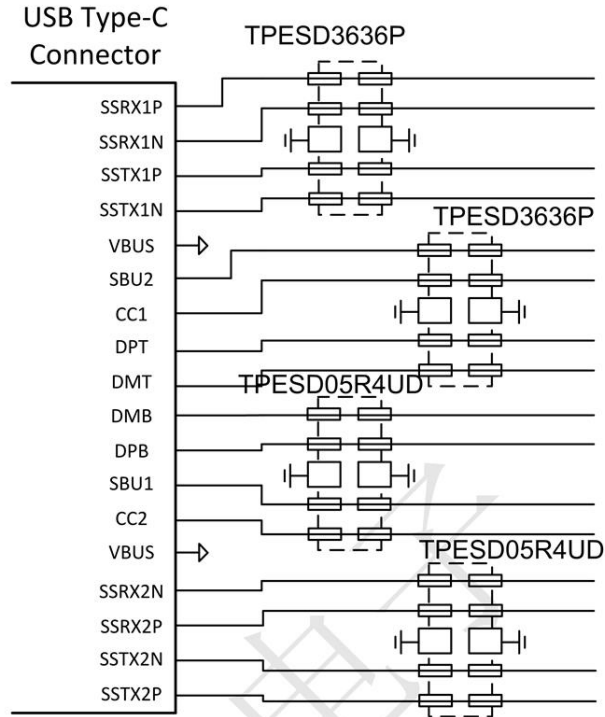 USB Type-C
Connector
TPESD3636P
SSRX1P
SSRX1N
SSTX1P
SSTX1N
TPESD3636P
VBUS
SBU2
CC1
DPT
DMT
TPESD05R4UD
DMB
DPB
SBU1
CC2
VBUS
TPESD05R4UD
SSRX2N
SSRX2P
SSTX2N
SSTX2P